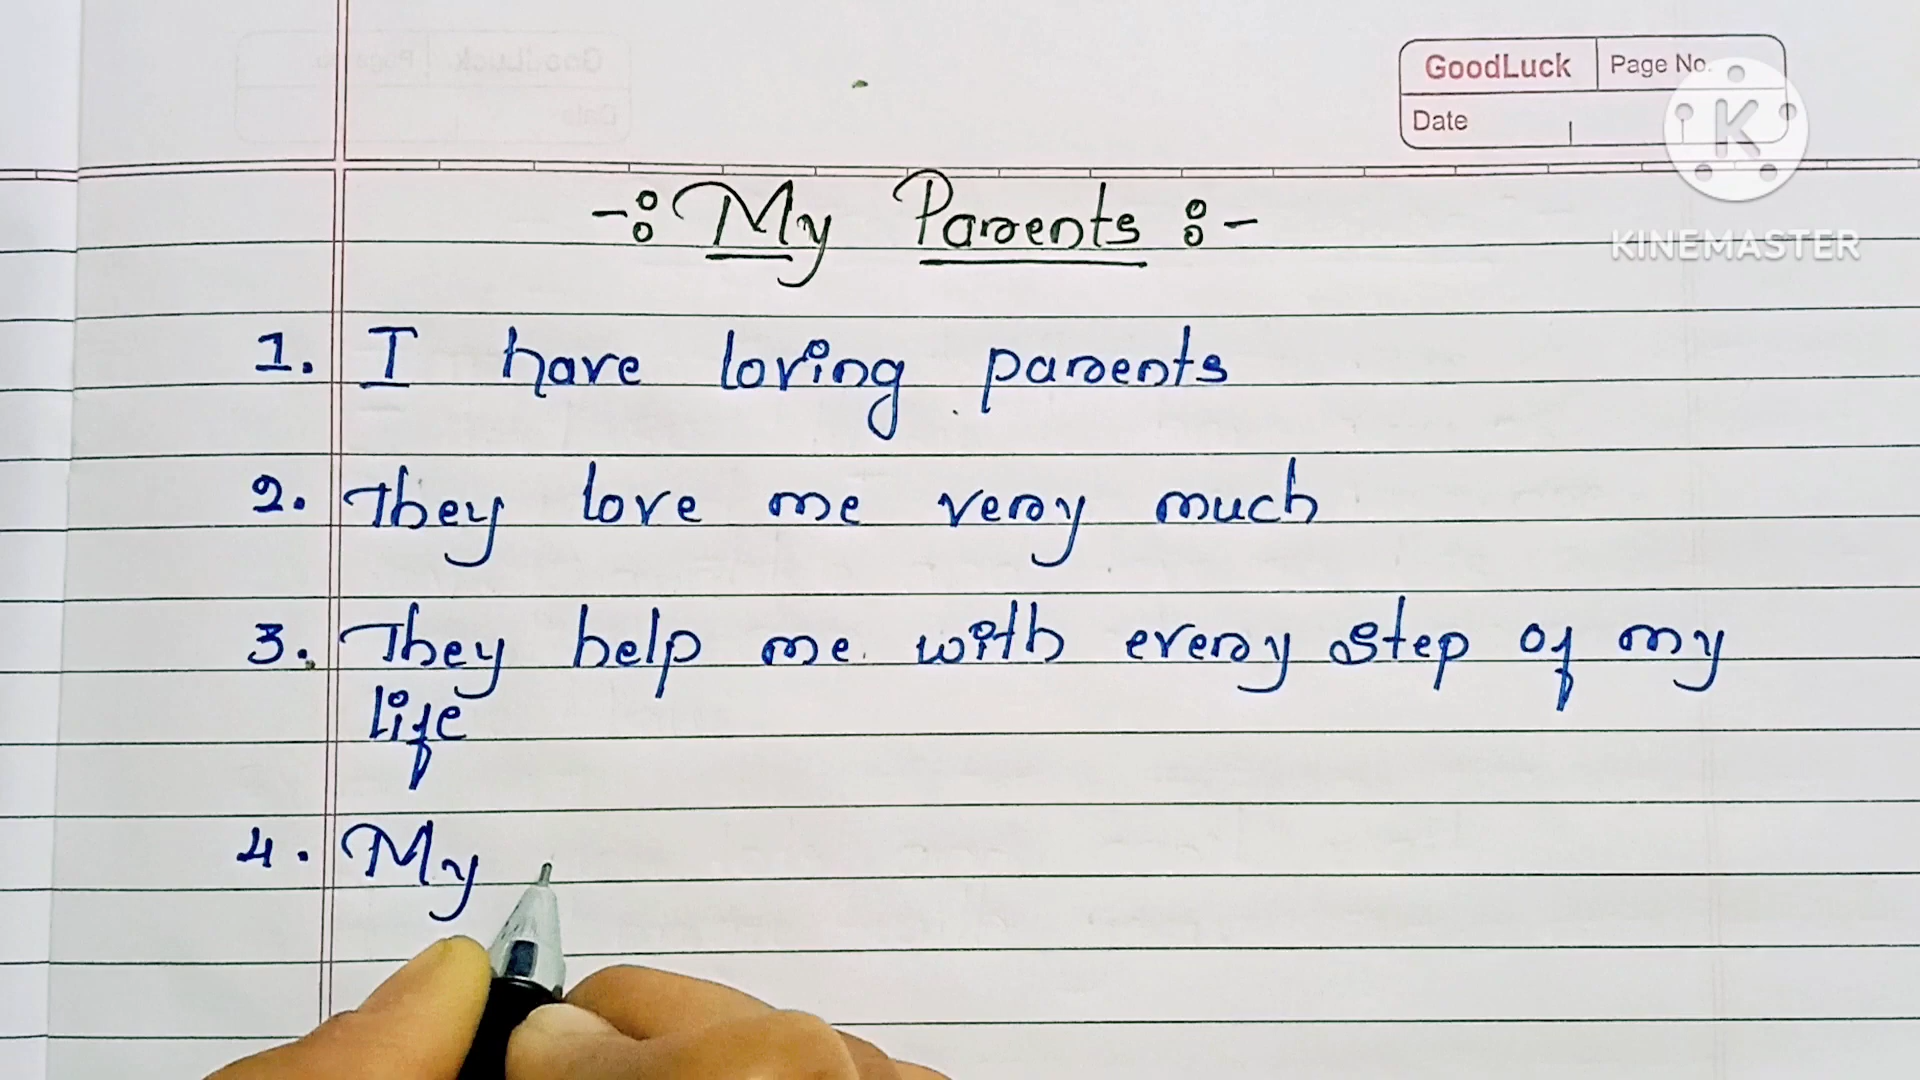 GoodLuck Page No.
Date
K
KINEMASTER
-: My Parents :-
1. I have loving parents
2. They love me very much
3. They help me with every step of my
life
4. My